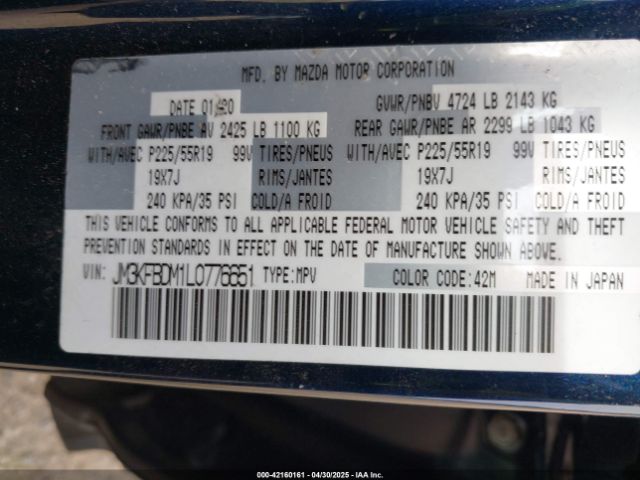 MFD. BY MAZDA MOTOR CORPORATION
DATE 01/20 GVWR/PNBV 4724 LB 2143 KG
FRONT GAWR/PNBE AV 2425 LB 1100 KG REAR GAWR/PNBE AR 2299 LB 1043 KG
WITH/AVEC P225/55R19 99V TIRES/PNEUS WITH/AVEC P225/55R19 99V TIRES/PNEUS
19X7J RIMS/JANTES 19X7J RIMS/JANTES
240 KPA/35 PSI COLD/A FROID 240 KPA/35 PSI COLD/A FROID
THIS VEHICLE CONFORMS TO ALL APPLICABLE FEDERAL MOTOR VEHICLE SAFETY AND THEFT
PREVENTION STANDARDS IN EFFECT ON THE DATE OF MANUFACTURE SHOWN ABOVE.
VIN: JM3KFBDM1L0776651 TYPE:MPV COLOR CODE:42M MADE IN JAPAN
000-42160161 - 04/30/2025 - IAA Inc.